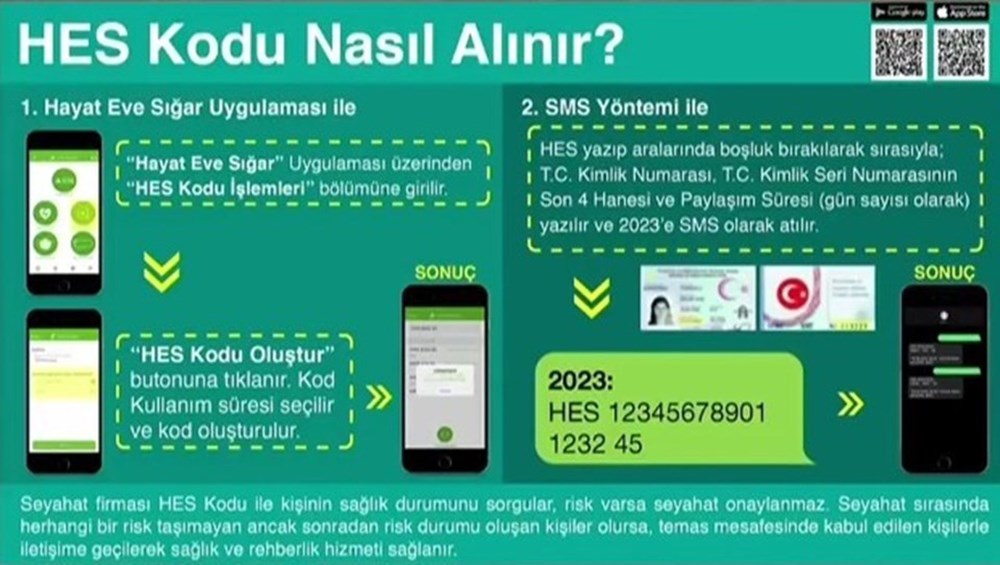 HES Kodu Nasıl Alınır?
Google play
App Store
1. Hayat Eve Sığar Uygulaması ile
"Hayat Eve Sığar" Uygulaması üzerinden
"HES Kodu İşlemleri" bölümüne girilir.
"HES Kodu Oluştur"
butonuna tıklanır. Kod
Kullanım süresi seçilir
ve kod oluşturulur.
SONUÇ
2. SMS Yöntemi ile
HES yazıp aralarında boşluk bırakılarak sırasıyla;
T.C. Kimlik Numarası, T.C. Kimlik Seri Numarasının
Son 4 Hanesi ve Paylaşım Süresi (gün sayısı olarak)
yazılır ve 2023'e SMS olarak atılır.
SONUÇ
2023:
HES 12345678901
1232 45
Seyahat firması HES Kodu ile kişinin sağlık durumunu sorgular, risk varsa seyahat onaylanmaz. Seyahat sırasında
herhangi bir risk taşımayan ancak sonradan risk durumu oluşan kişiler olursa, temas mesafesinde kabul edilen kişilerle
iletişime geçilerek sağlık ve rehberlik hizmeti sağlanır.